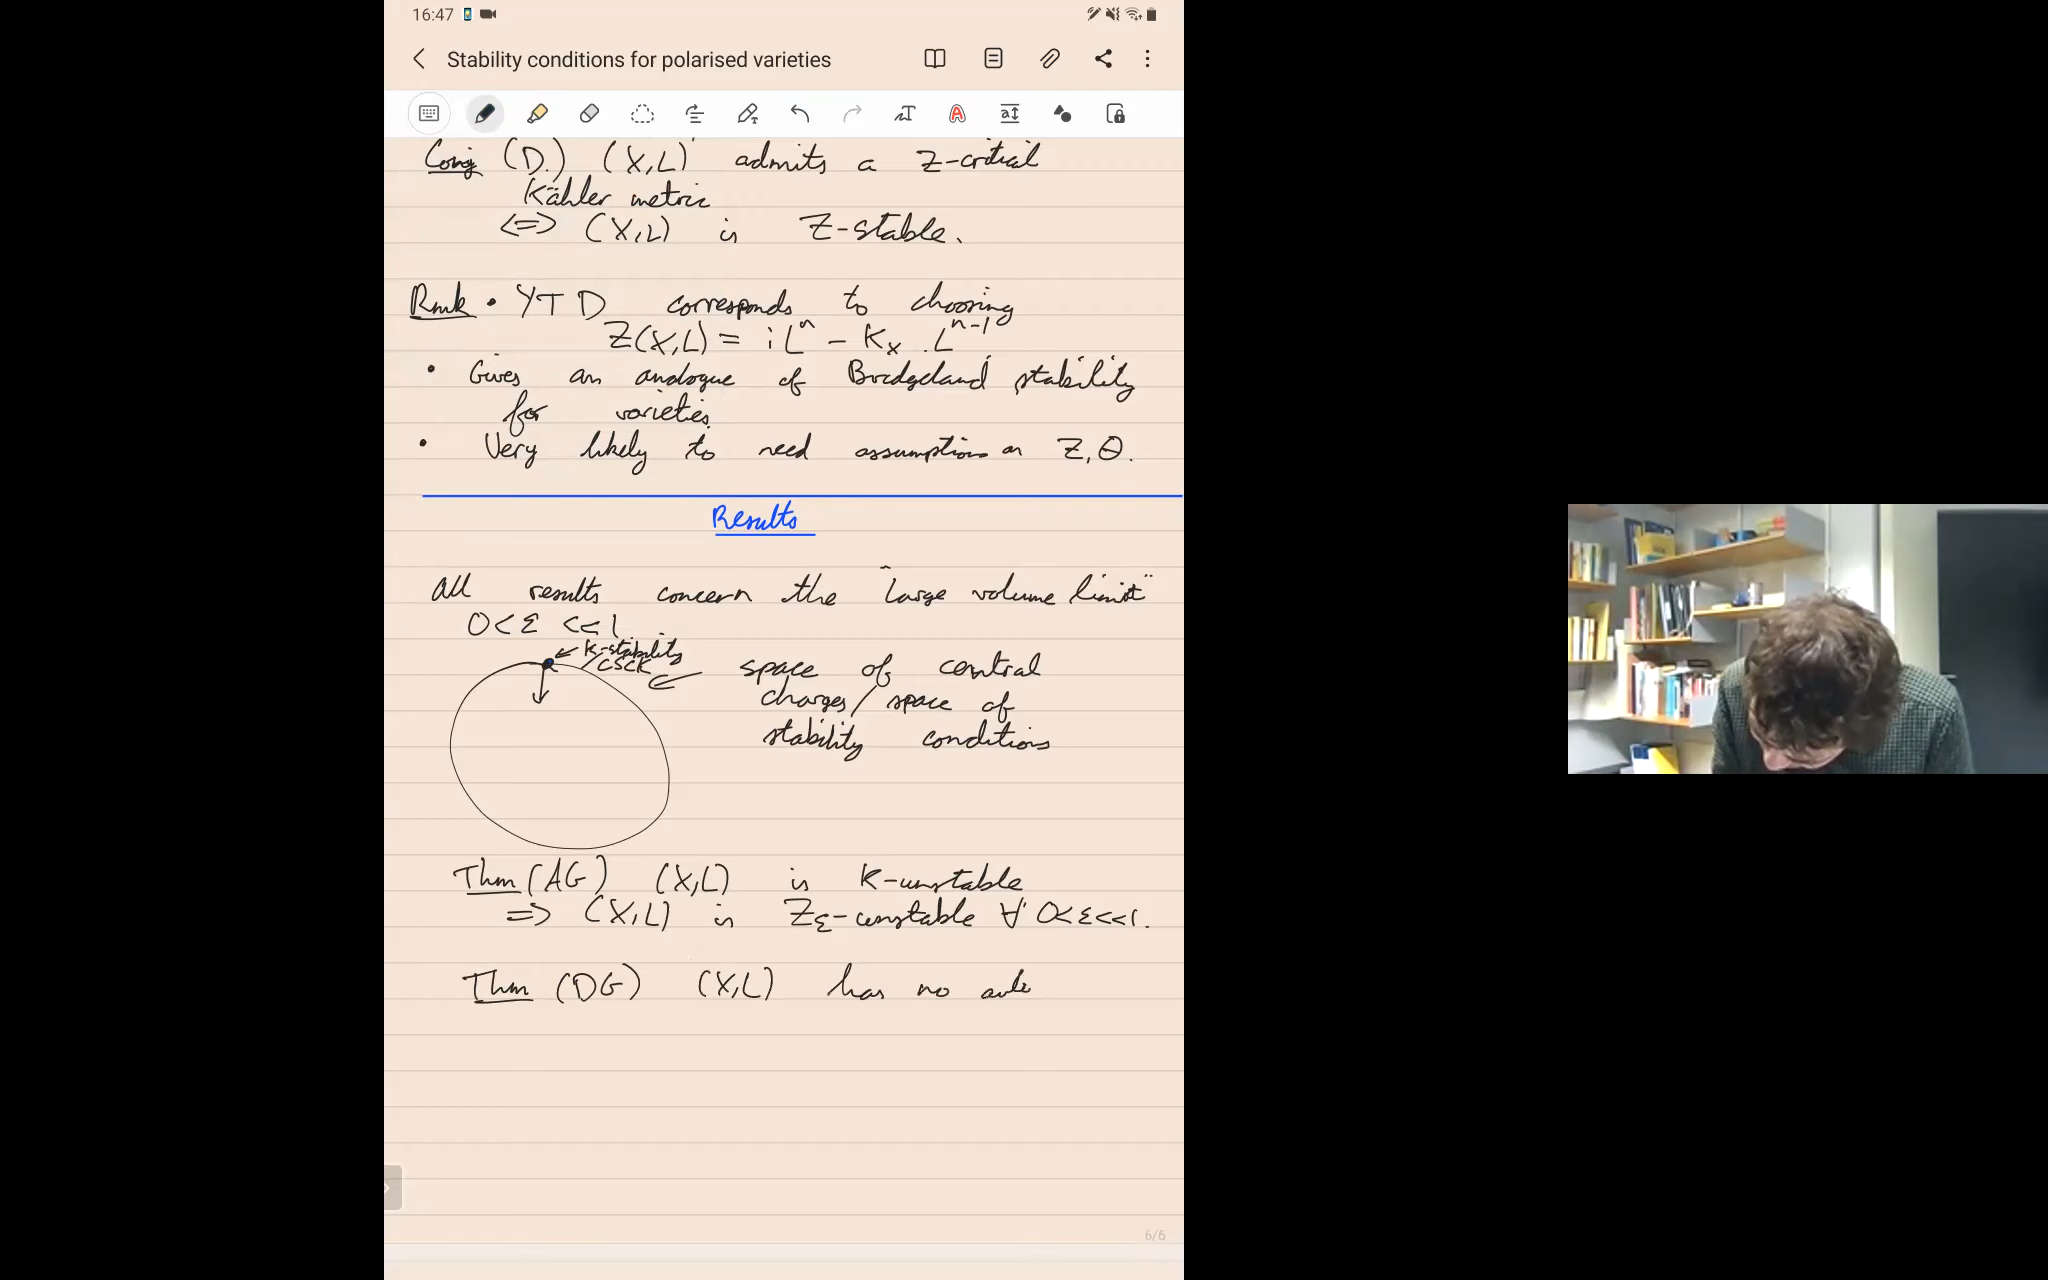 16:47
Stability conditions for polarised varieties
Conj (D.) (X,L) admits a Z-critical
Kähler metric
<=> (X,L) is Z-stable.
Rmk • YTD corresponds to choosing
Z(X,L) = iLⁿ - K_X . Lⁿ⁻¹
• Gives an analogue of Bridgeland stability
for varieties.
• Very likely to need assumptions on Z, Θ.
Results
All results concern the "large volume limit"
0<ε <<1
K-stability
/CSCK
space of central
charges/space of
stability conditions
Thm (AG) (X,L) is K-unstable
=> (X,L) is Z_ε-unstable ∀ 0<ε<<1.
Thm (DG) (X,L) has no aute
6/6